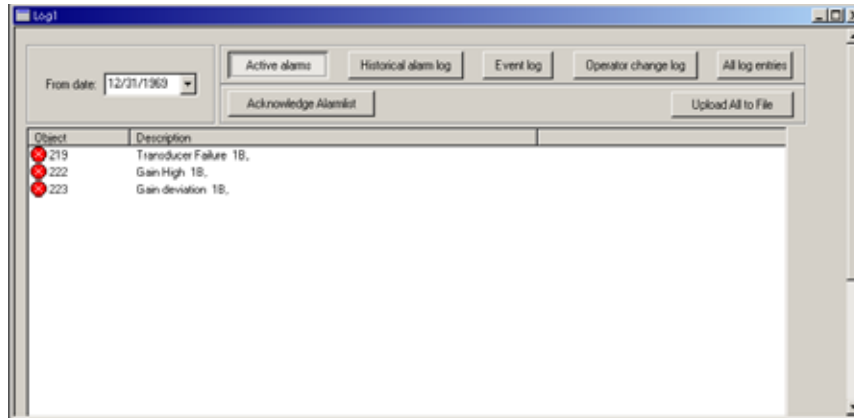 Log1
Active alarms Historical alarm log Event log Operator change log All log entries
From date: 12/31/1969
Acknowledge Alarmlist Upload All to File
Object Description
219 Transducer Failure 1B,
222 Gain High 1B,
223 Gain deviation 1B,